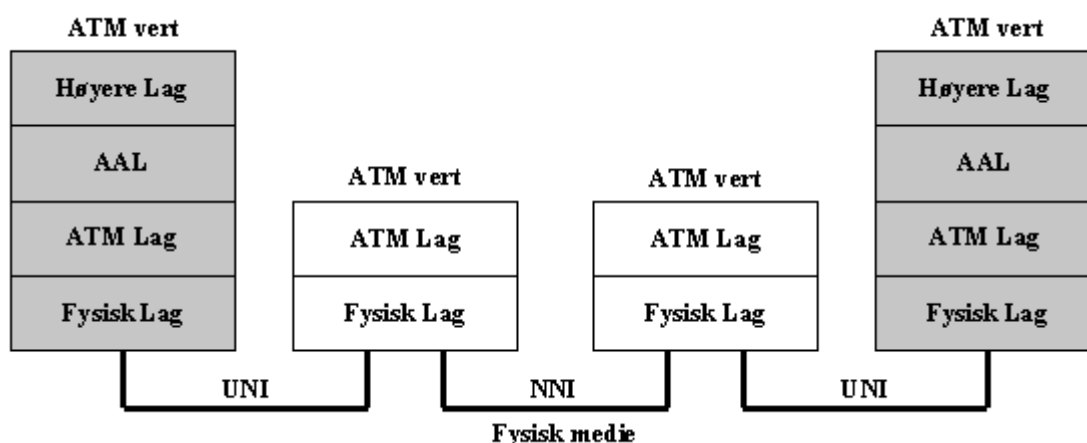 ATM vert
Høyere Lag
AAL
ATM Lag
Fysisk Lag
ATM vert
ATM Lag
Fysisk Lag
ATM vert
ATM Lag
Fysisk Lag
ATM vert
Høyere Lag
AAL
ATM Lag
Fysisk Lag
UNI
NNI
UNI
Fysisk medie